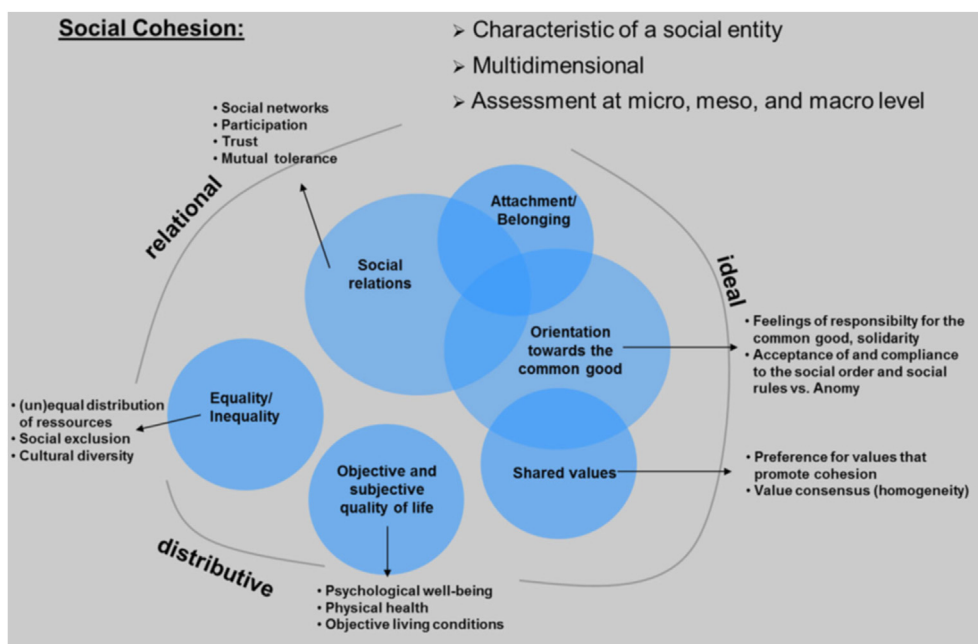 Social Cohesion:
➢ Characteristic of a social entity
➢ Multidimensional
➢ Assessment at micro, meso, and macro level
• Social networks
• Participation
• Trust
• Mutual tolerance
relational
Attachment/
Belonging
Social
relations
ideal
Orientation
towards the
common good
• Feelings of responsibilty for the
common good, solidarity
• Acceptance of and compliance
to the social order and social
rules vs. Anomy
Equality/
Inequality
• (un)equal distribution
of ressources
• Social exclusion
• Cultural diversity
Objective and
subjective
quality of life
Shared values
• Preference for values that
promote cohesion
• Value consensus (homogeneity)
distributive
• Psychological well-being
• Physical health
• Objective living conditions